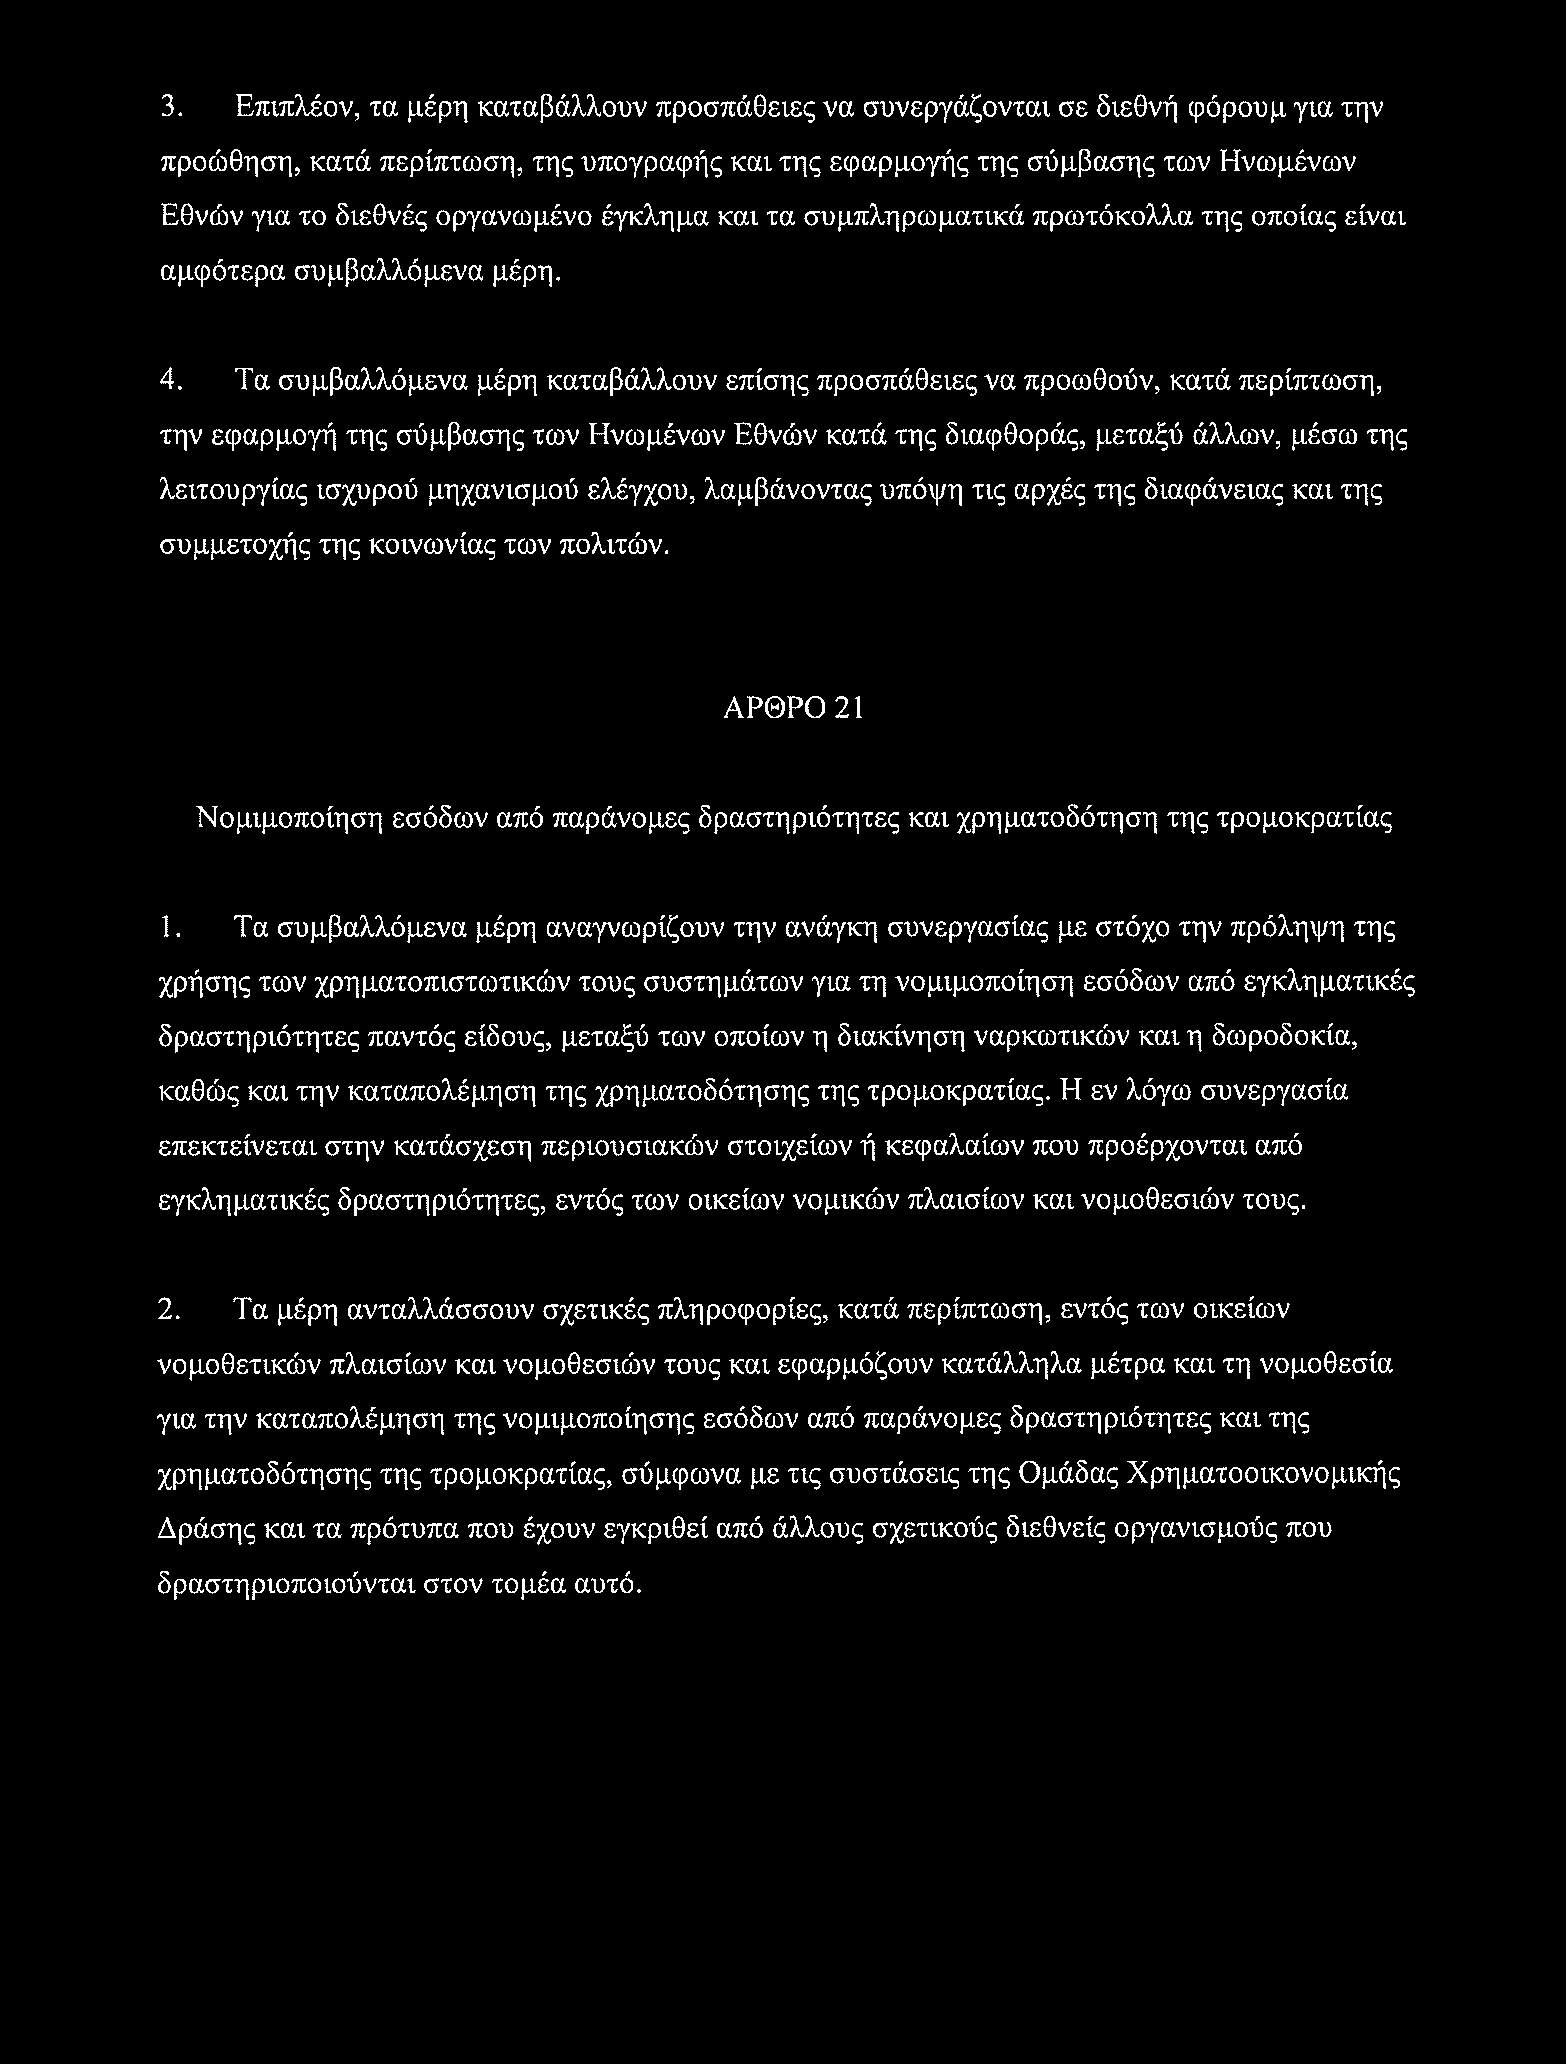 3. Επιπλέον, τα μέρη καταβάλλουν προσπάθειες να συνεργάζονται σε διεθνή φόρουμ για την
προώθηση, κατά περίπτωση, της υπογραφής και της εφαρμογής της σύμβασης των Ηνωμένων
Εθνών για το διεθνές οργανωμένο έγκλημα και τα συμπληρωματικά πρωτόκολλα της οποίας είναι
αμφότερα συμβαλλόμενα μέρη.
4. Τα συμβαλλόμενα μέρη καταβάλλουν επίσης προσπάθειες να προωθούν, κατά περίπτωση,
την εφαρμογή της σύμβασης των Ηνωμένων Εθνών κατά της διαφθοράς, μεταξύ άλλων, μέσω της
λειτουργίας ισχυρού μηχανισμού ελέγχου, λαμβάνοντας υπόψη τις αρχές της διαφάνειας και της
συμμετοχής της κοινωνίας των πολιτών.
ΑΡΘΡΟ 21
Νομιμοποίηση εσόδων από παράνομες δραστηριότητες και χρηματοδότηση της τρομοκρατίας
1. Τα συμβαλλόμενα μέρη αναγνωρίζουν την ανάγκη συνεργασίας με στόχο την πρόληψη της
χρήσης των χρηματοπιστωτικών τους συστημάτων για τη νομιμοποίηση εσόδων από εγκληματικές
δραστηριότητες παντός είδους, μεταξύ των οποίων η διακίνηση ναρκωτικών και η δωροδοκία,
καθώς και την καταπολέμηση της χρηματοδότησης της τρομοκρατίας. Η εν λόγω συνεργασία
επεκτείνεται στην κατάσχεση περιουσιακών στοιχείων ή κεφαλαίων που προέρχονται από
εγκληματικές δραστηριότητες, εντός των οικείων νομικών πλαισίων και νομοθεσιών τους.
2. Τα μέρη ανταλλάσσουν σχετικές πληροφορίες, κατά περίπτωση, εντός των οικείων
νομοθετικών πλαισίων και νομοθεσιών τους και εφαρμόζουν κατάλληλα μέτρα και τη νομοθεσία
για την καταπολέμηση της νομιμοποίησης εσόδων από παράνομες δραστηριότητες και της
χρηματοδότησης της τρομοκρατίας, σύμφωνα με τις συστάσεις της Ομάδας Χρηματοοικονομικής
Δράσης και τα πρότυπα που έχουν εγκριθεί από άλλους σχετικούς διεθνείς οργανισμούς που
δραστηριοποιούνται στον τομέα αυτό.